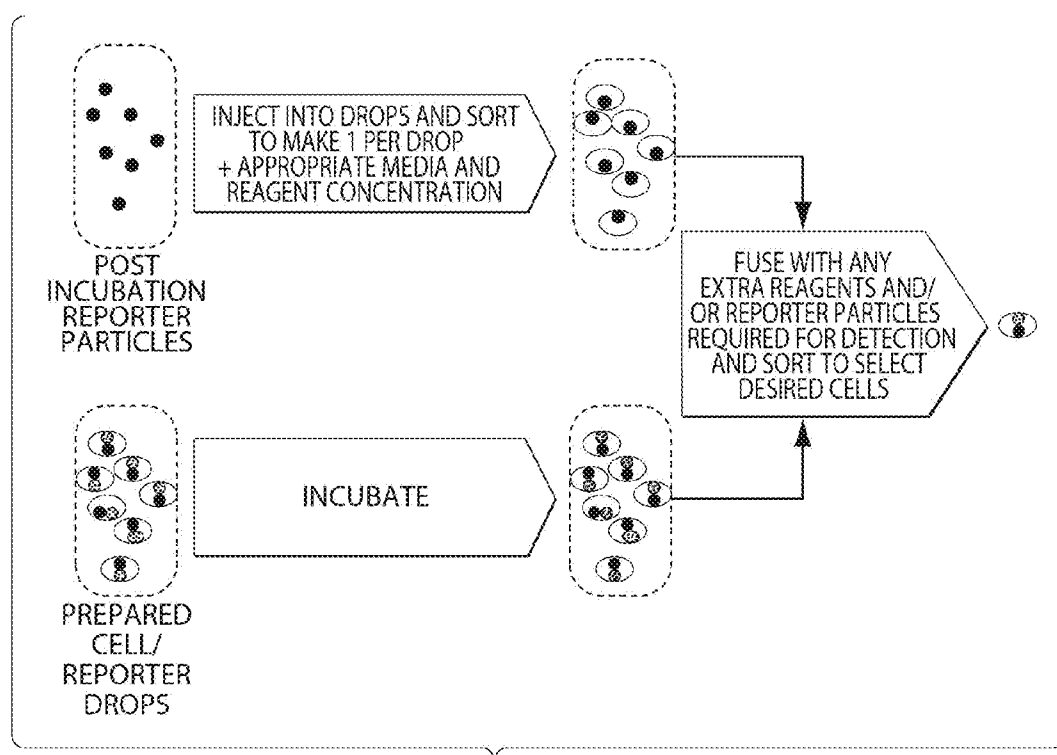 INJECT INTO DROPS AND SORT
TO MAKE 1 PER DROP
+ APPROPRIATE MEDIA AND
REAGENT CONCENTRATION
POST
INCUBATION
REPORTER
PARTICLES
FUSE WITH ANY
EXTRA REAGENTS AND/
OR REPORTER PARTICLES
REQUIRED FOR DETECTION
AND SORT TO SELECT
DESIRED CELLS
INCUBATE
PREPARED
CELL/
REPORTER
DROPS